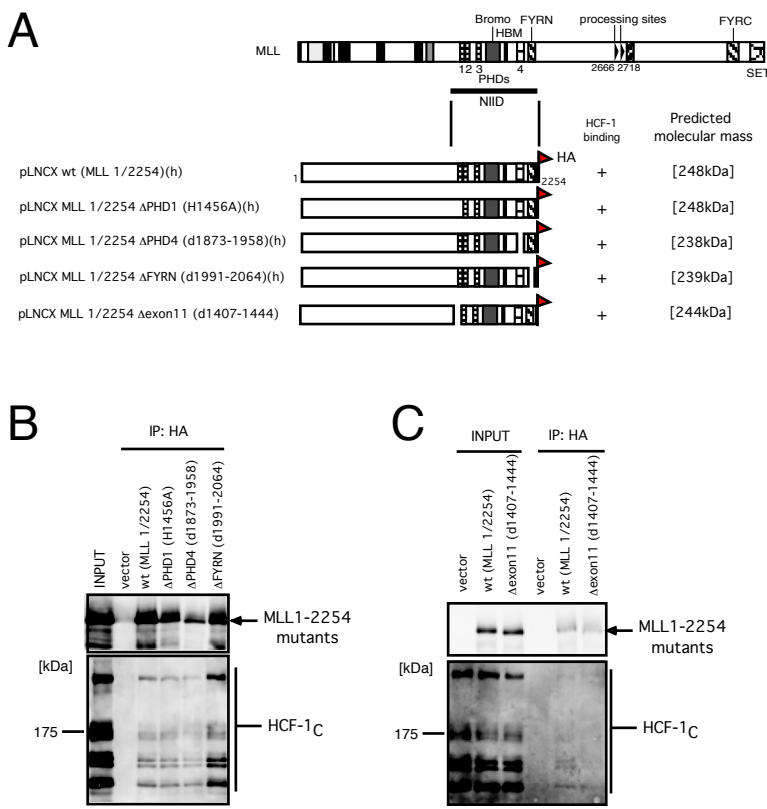 A
Bromo
HBM
FYRN
processing sites
FYRC
MLL
12 3 4
2666 2718
SET
PHDs
NIID
HCF-1
binding
Predicted
molecular mass
HA
pLNCX wt (MLL 1/2254)(h)
1
2254
+
[248kDa]
pLNCX MLL 1/2254 ΔPHD1 (H1456A)(h)
+
[248kDa]
pLNCX MLL 1/2254 ΔPHD4 (d1873-1958)(h)
+
[238kDa]
pLNCX MLL 1/2254 ΔFYRN (d1991-2064)(h)
+
[239kDa]
pLNCX MLL 1/2254 Δexon11 (d1407-1444)
+
[244kDa]
B
IP: HA
INPUT
vector
wt (MLL 1/2254)
ΔPHD1 (H1456A)
ΔPHD4 (d1873-1958)
ΔFYRN (d1991-2064)
MLL1-2254
mutants
[kDa]
175
HCF-1C
C
INPUT
IP: HA
vector
wt (MLL 1/2254)
Δexon11 (d1407-1444)
vector
wt (MLL 1/2254)
Δexon11 (d1407-1444)
MLL1-2254
mutants
[kDa]
175
HCF-1C